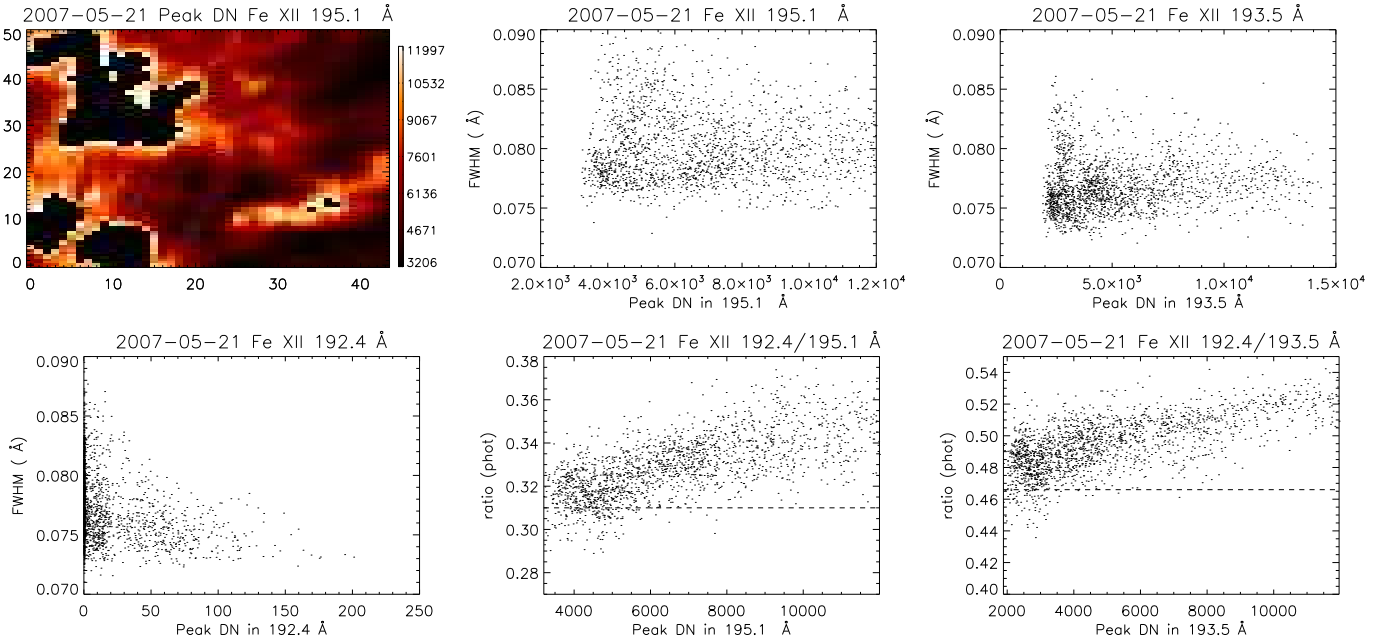 2007-05-21 Peak DN Fe XII 195.1 Å
50
40
30
20
10
0
0 10 20 30 40
11997
10532
9067
7601
6136
4671
3206
2007-05-21 Fe XII 195.1 Å
FWHM ( Å)
0.090
0.085
0.080
0.075
0.070
2.0×10³ 4.0×10³ 6.0×10³ 8.0×10³ 1.0×10⁴ 1.2×10⁴
Peak DN in 195.1 Å
2007-05-21 Fe XII 193.5 Å
FWHM ( Å)
0.090
0.085
0.080
0.075
0.070
0 5.0×10³ 1.0×10⁴ 1.5×10⁴
Peak DN in 193.5 Å
2007-05-21 Fe XII 192.4 Å
FWHM ( Å)
0.090
0.085
0.080
0.075
0.070
0 50 100 150 200 250
Peak DN in 192.4 Å
2007-05-21 Fe XII 192.4/195.1 Å
ratio (phot)
0.38
0.36
0.34
0.32
0.30
0.28
4000 6000 8000 10000
Peak DN in 195.1 Å
2007-05-21 Fe XII 192.4/193.5 Å
ratio (phot)
0.54
0.52
0.50
0.48
0.46
0.44
0.42
0.40
2000 4000 6000 8000 10000
Peak DN in 193.5 Å